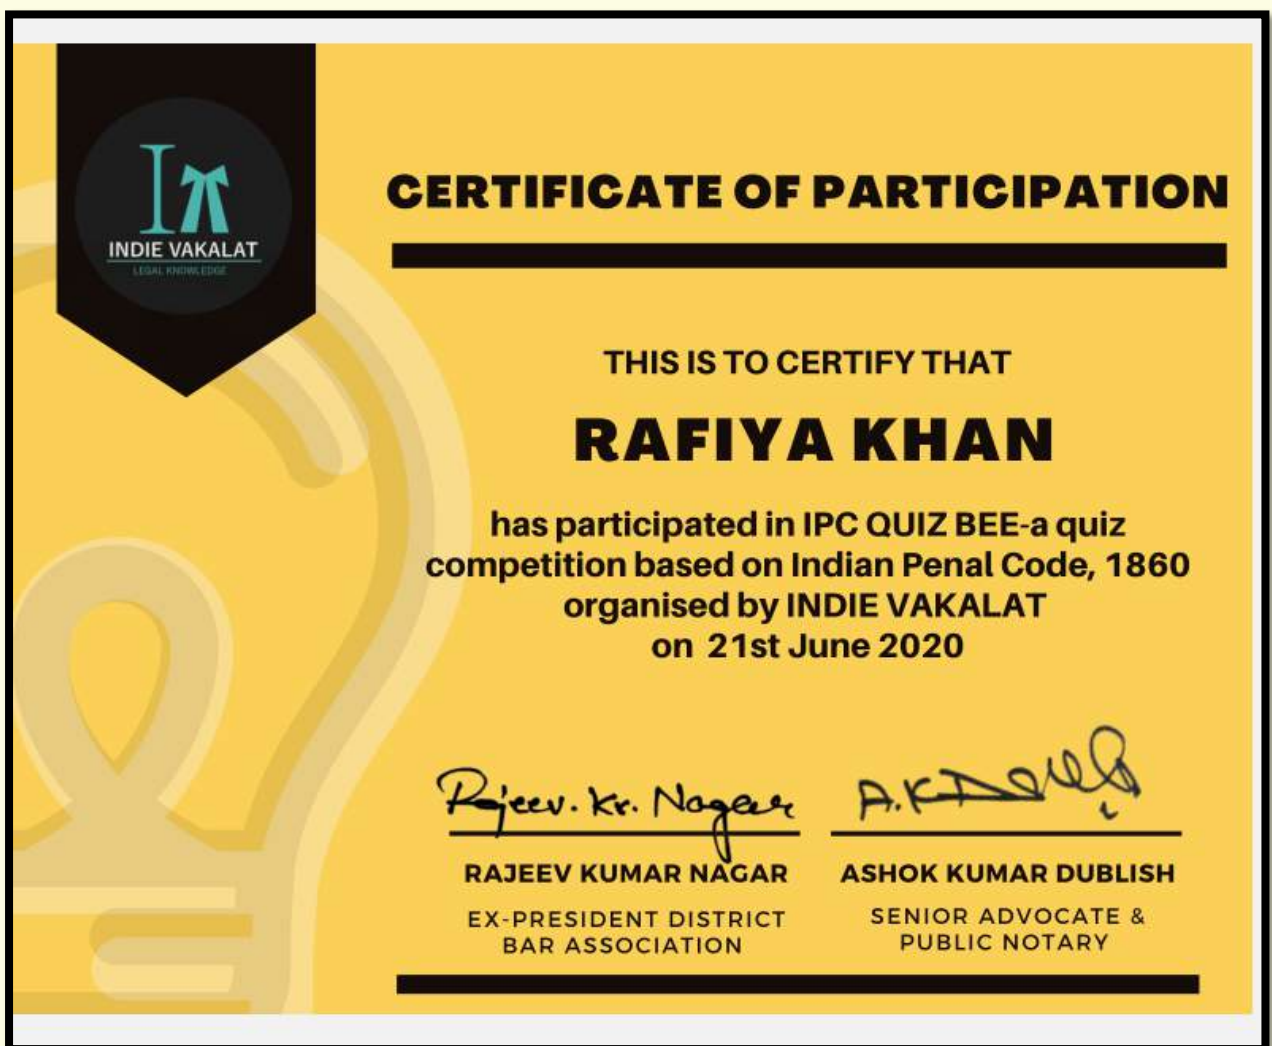 INDIE VAKALAT
LEGAL KNOWLEDGE
CERTIFICATE OF PARTICIPATION
THIS IS TO CERTIFY THAT
RAFIYA KHAN
has participated in IPC QUIZ BEE-a quiz
competition based on Indian Penal Code, 1860
organised by INDIE VAKALAT
on 21st June 2020
Rajeev. Kr. Nagar
RAJEEV KUMAR NAGAR
EX-PRESIDENT DISTRICT
BAR ASSOCIATION
A.K
ASHOK KUMAR DUBLISH
SENIOR ADVOCATE &
PUBLIC NOTARY